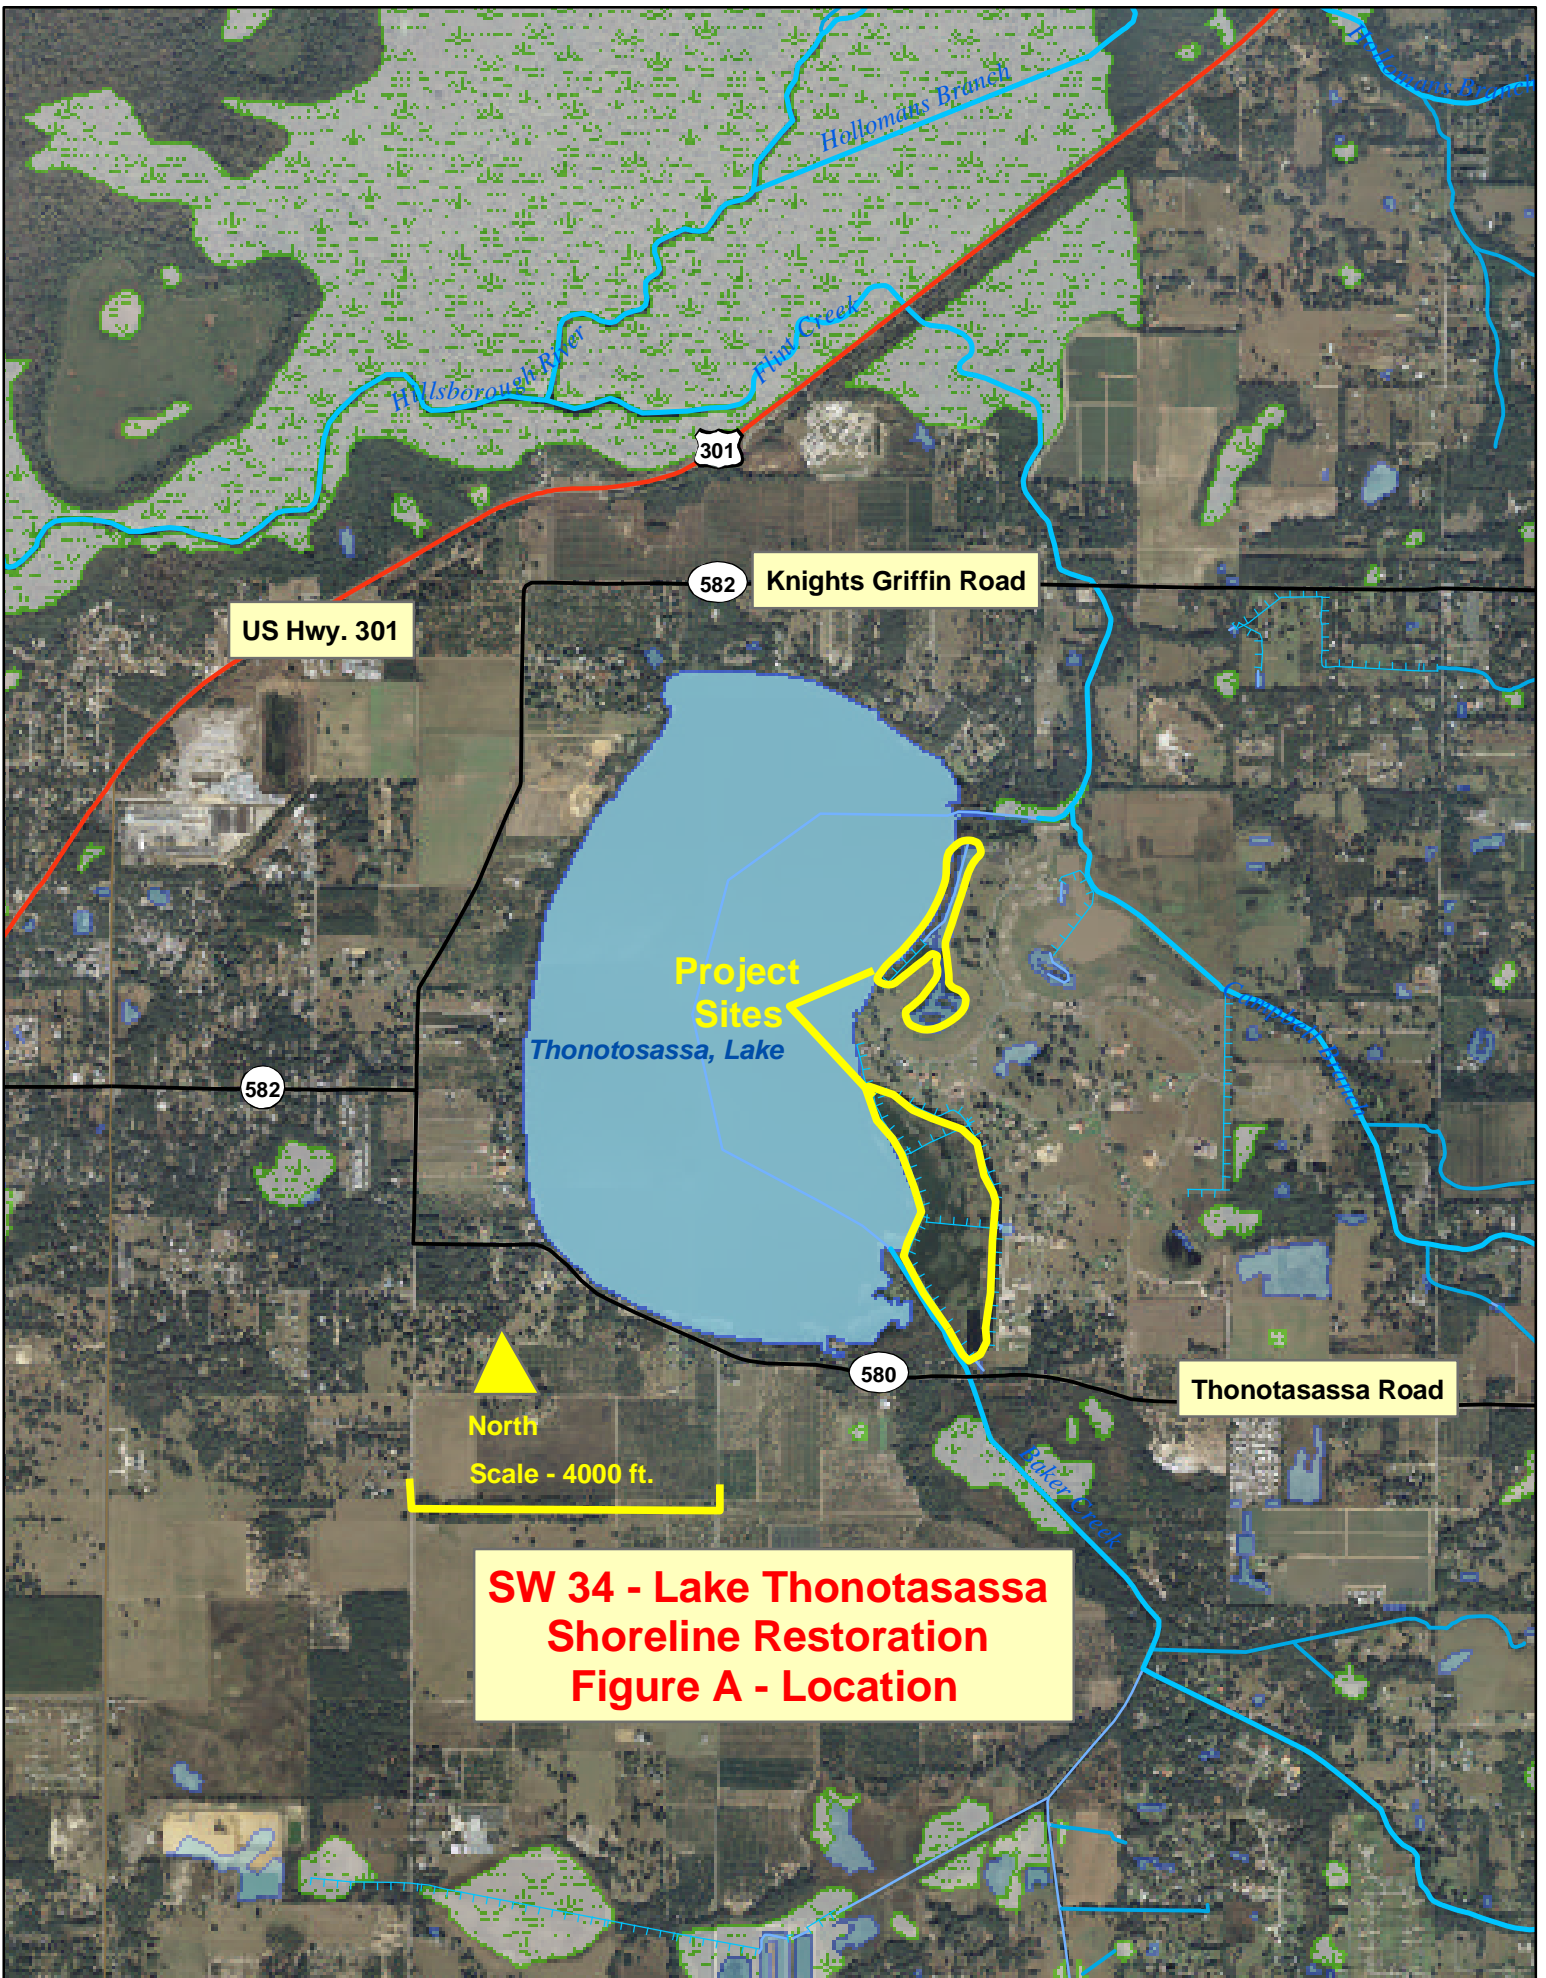 Hollomans Branch
Hollomans Branch
Hillsborough River
Flint Creek
301
582
Knights Griffin Road
US Hwy. 301
Project
Sites
Thonotosassa, Lake
Campbell Branch
582
580
Thonotasassa Road
North
Scale - 4000 ft.
Baker Creek
SW 34 - Lake Thonotasassa
Shoreline Restoration
Figure A - Location